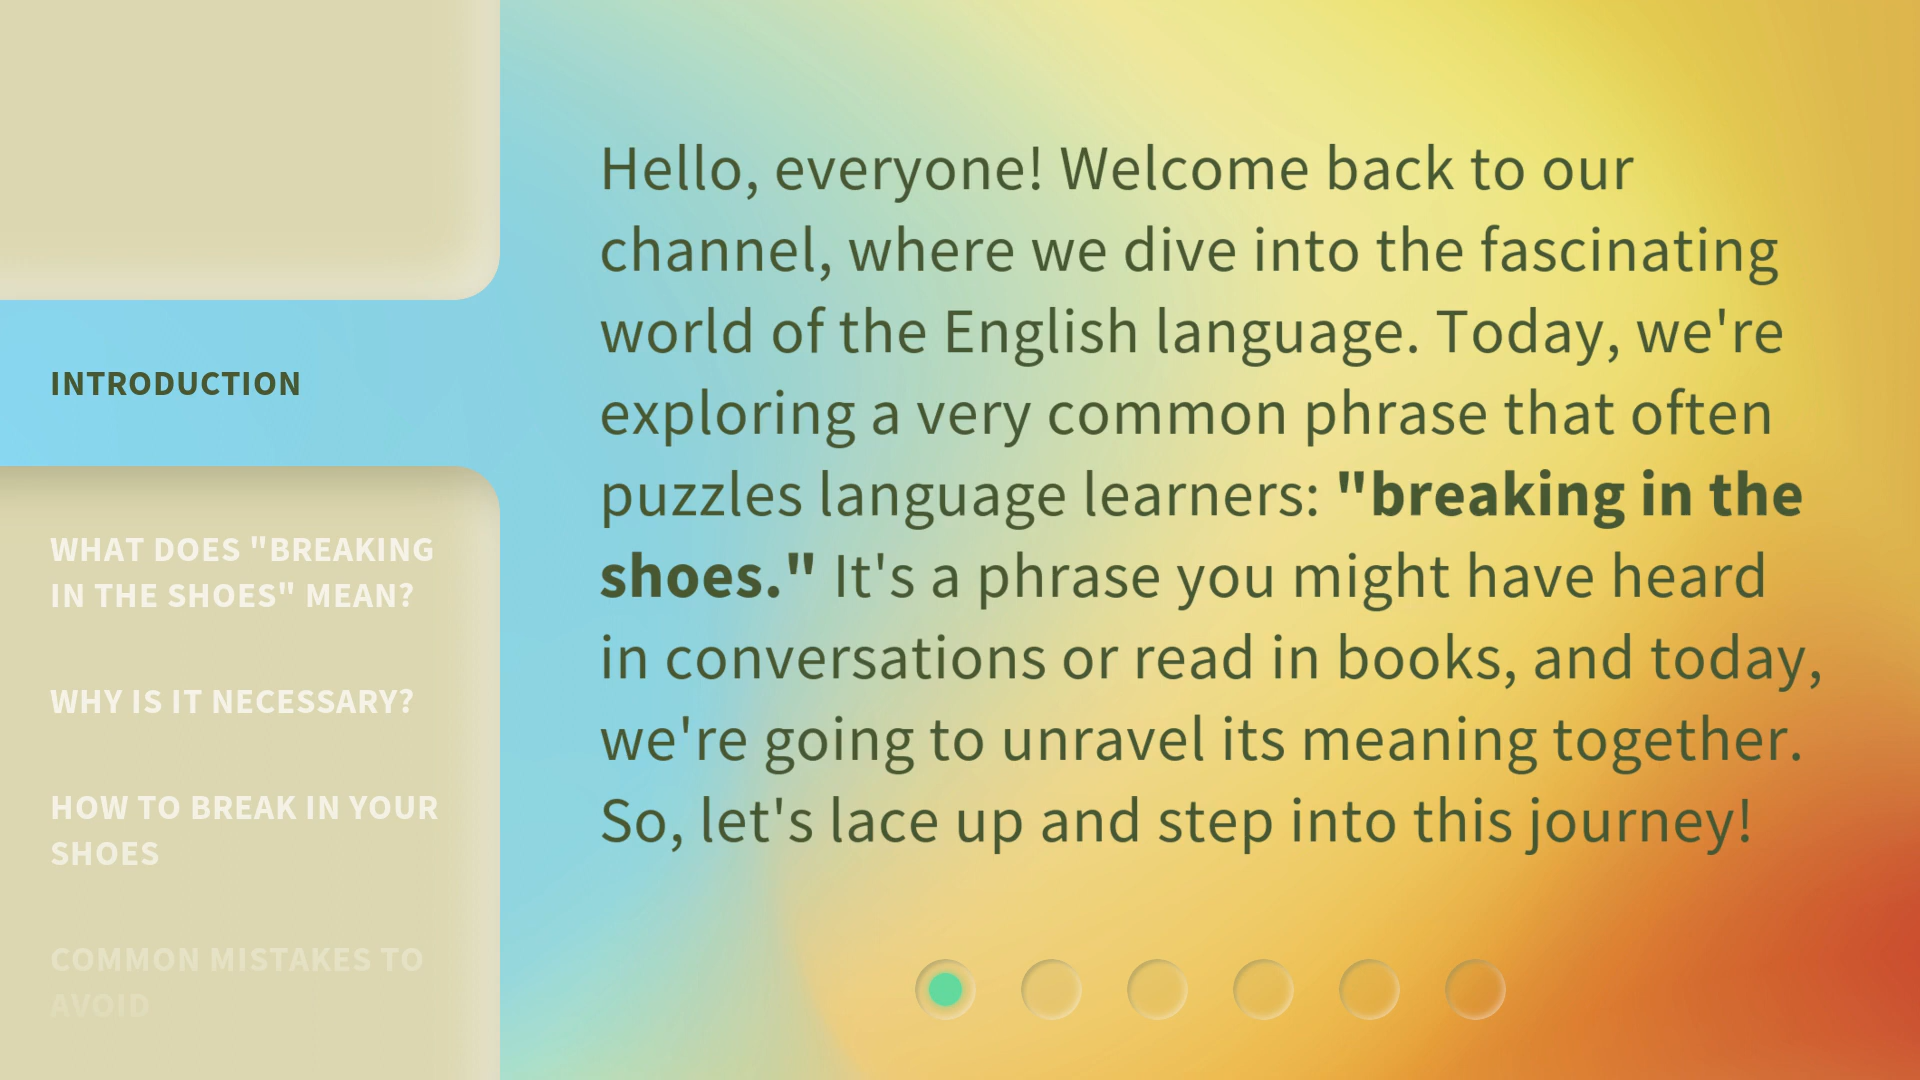 INTRODUCTION
WHAT DOES "BREAKING
IN THE SHOES" MEAN?
WHY IS IT NECESSARY?
HOW TO BREAK IN YOUR
SHOES
COMMON MISTAKES TO
AVOID
Hello, everyone! Welcome back to our
channel, where we dive into the fascinating
world of the English language. Today, we're
exploring a very common phrase that often
puzzles language learners: "breaking in the
shoes." It's a phrase you might have heard
in conversations or read in books, and today,
we're going to unravel its meaning together.
So, let's lace up and step into this journey!